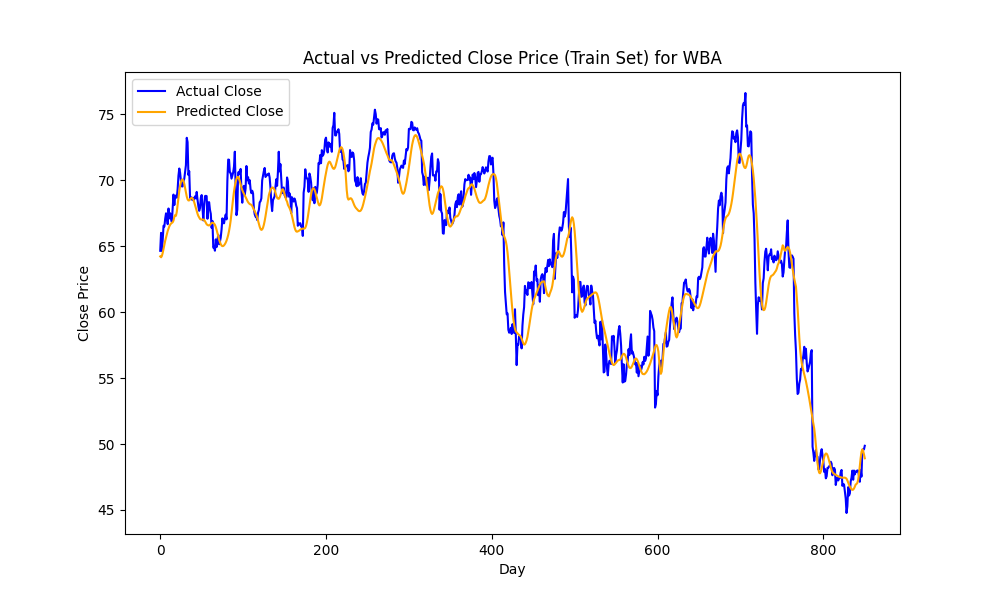 Actual vs Predicted Close Price (Train Set) for WBA
Actual Close
Predicted Close
75
70
65
60
55
50
45
Close Price
0 200 400 600 800
Day